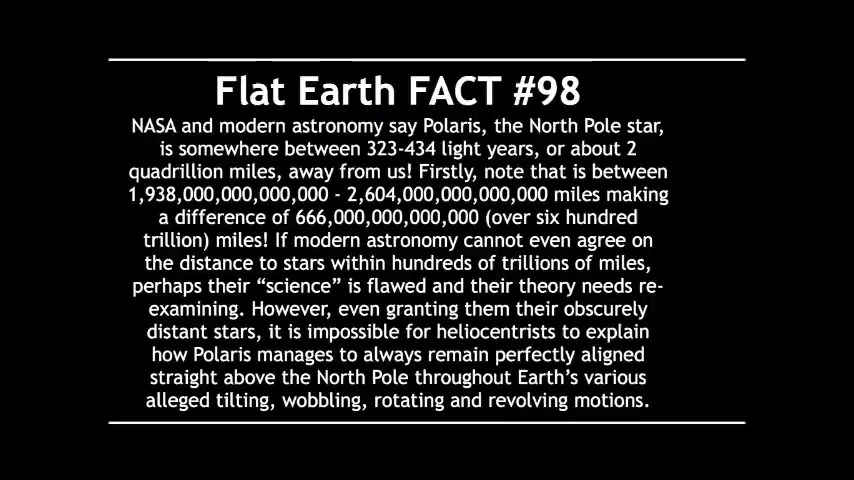 Flat Earth FACT #98
NASA and modern astronomy say Polaris, the North Pole star,
is somewhere between 323-434 light years, or about 2
quadrillion miles, away from us! Firstly, note that is between
1,938,000,000,000,000 - 2,604,000,000,000,000 miles making
a difference of 666,000,000,000,000 (over six hundred
trillion) miles! If modern astronomy cannot even agree on
the distance to stars within hundreds of trillions of miles,
perhaps their “science” is flawed and their theory needs re-
examining. However, even granting them their obscurely
distant stars, it is impossible for heliocentrists to explain
how Polaris manages to always remain perfectly aligned
straight above the North Pole throughout Earth’s various
alleged tilting, wobbling, rotating and revolving motions.